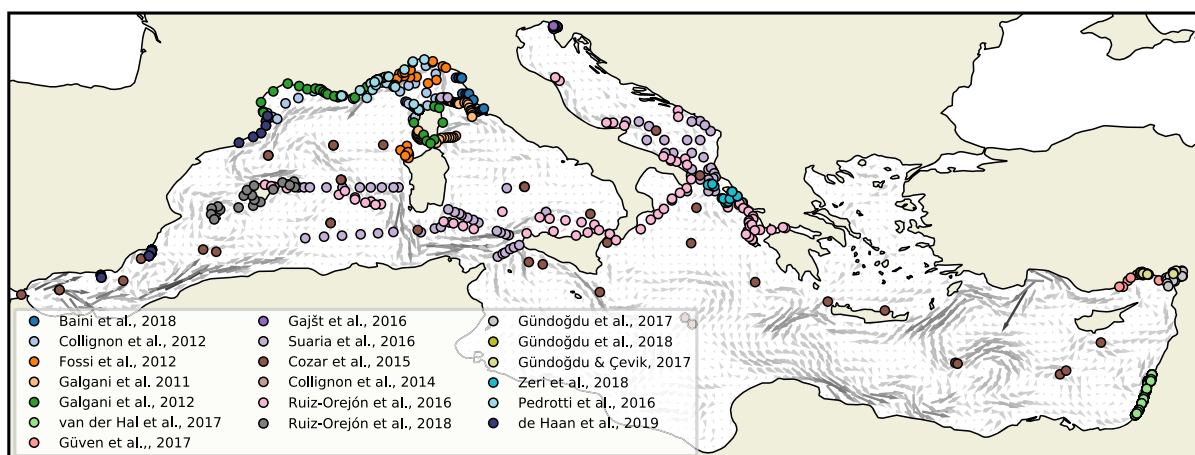 Baini et al., 2018
Collignon et al., 2012
Fossi et al., 2012
Galgani et al. 2011
Galgani et al., 2012
van der Hal et al., 2017
Güven et al.,, 2017
Gajšt et al., 2016
Suaria et al., 2016
Cozar et al., 2015
Collignon et al., 2014
Ruiz-Orejón et al., 2016
Ruiz-Orejón et al., 2018
Gündoğdu et al., 2017
Gündoğdu et al., 2018
Gündoğdu & Çevik, 2017
Zeri et al., 2018
Pedrotti et al., 2016
de Haan et al., 2019